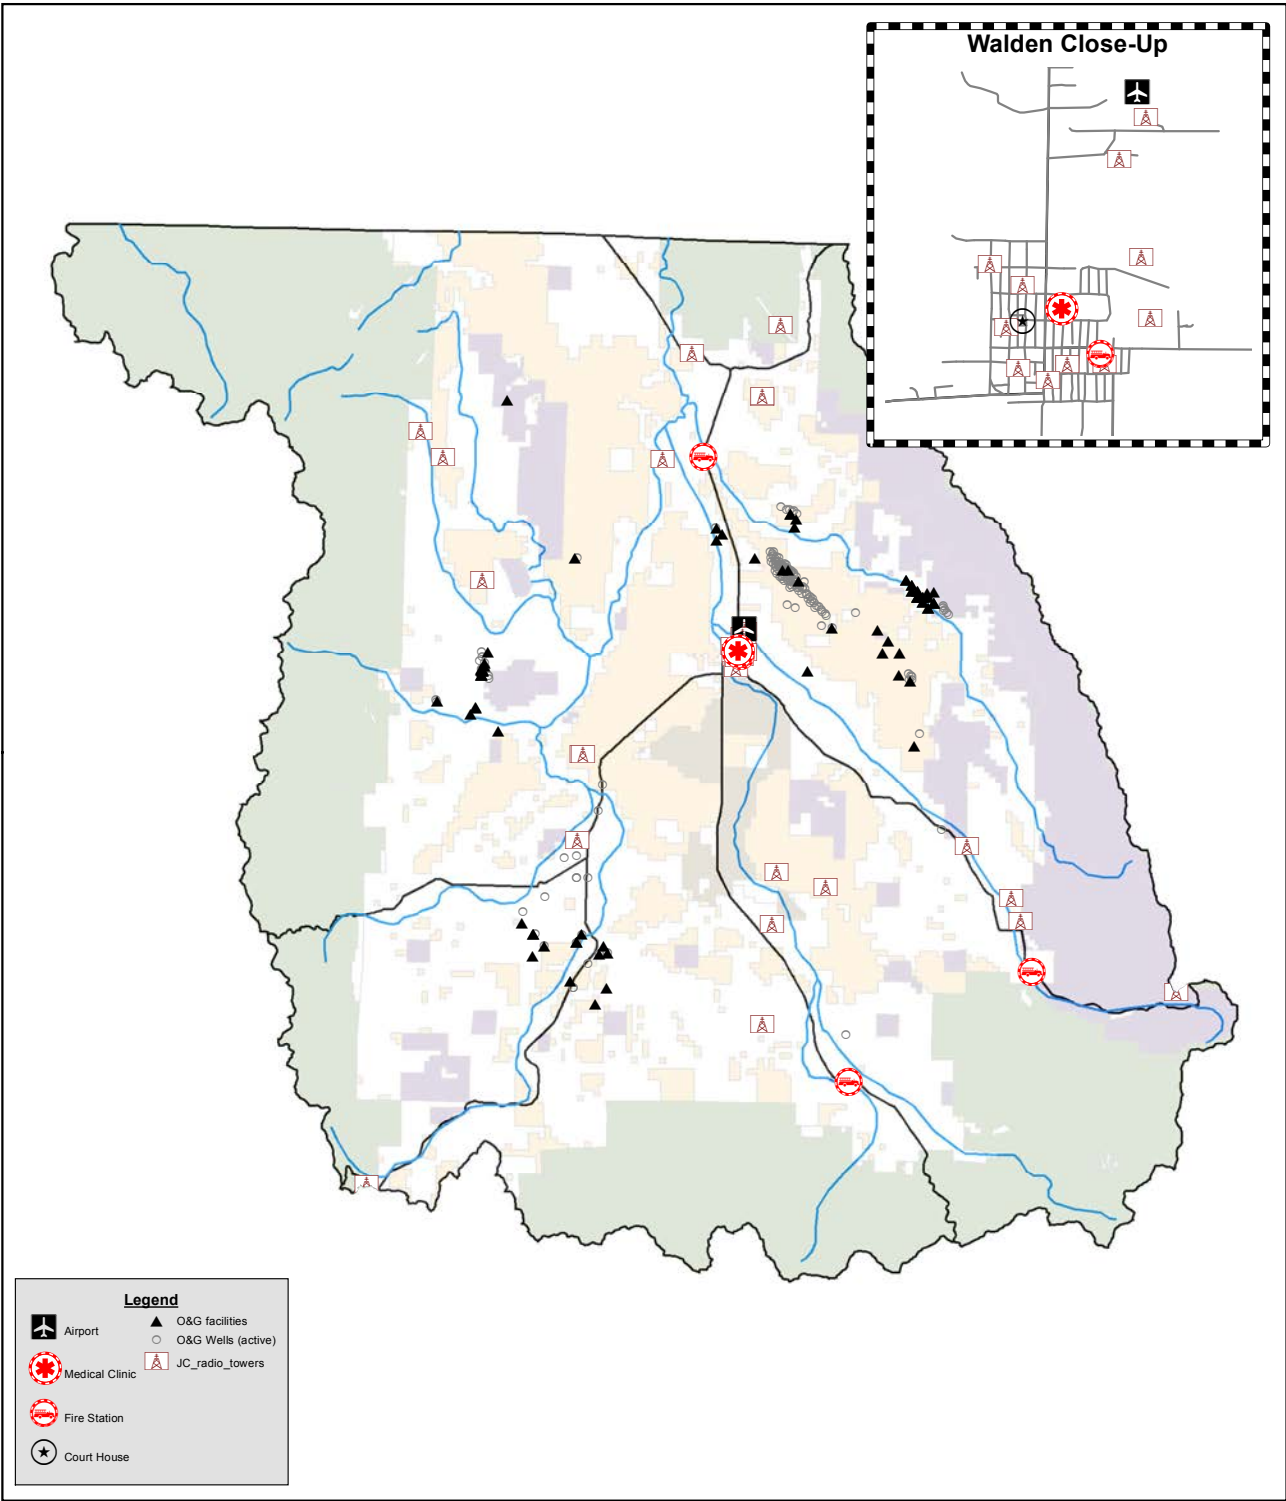 Walden Close-Up
Legend
Airport
Medical Clinic
Fire Station
Court House
O&G facilities
O&G Wells (active)
JC_radio_towers